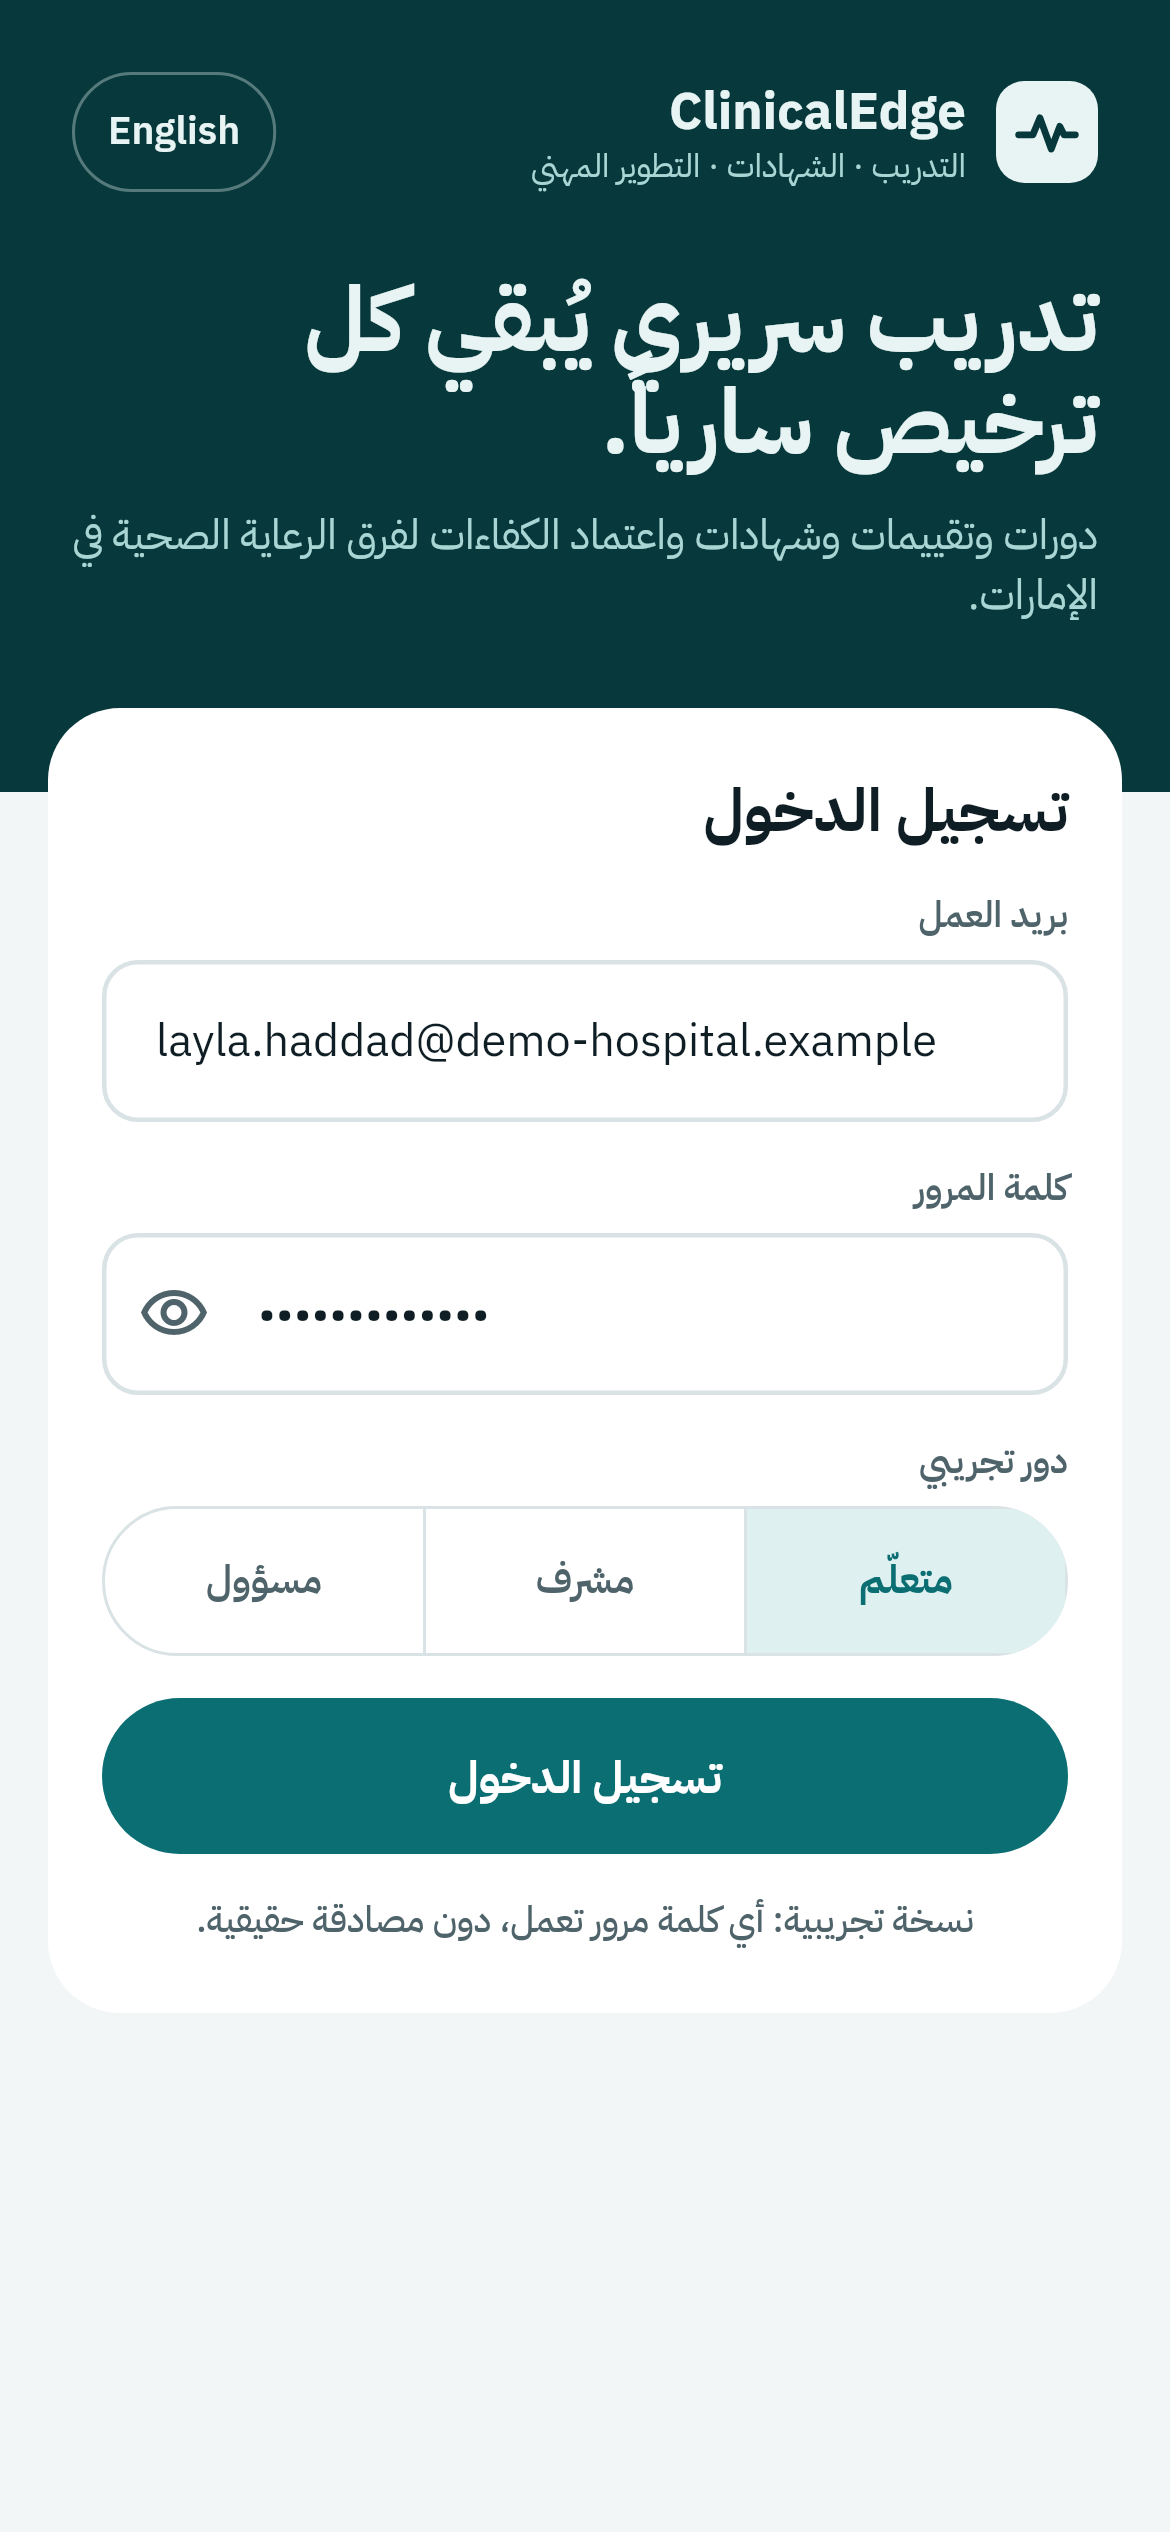 ClinicalEdge
التدريب · الشهادات · التطوير المهني
English
تدريب سريري يُبقي كل
ترخيص سارياً.
دورات وتقييمات وشهادات واعتماد الكفاءات لفرق الرعاية الصحية في
الإمارات.
تسجيل الدخول
بريد العمل
layla.haddad@demo-hospital.example
كلمة المرور
•••••••••••••
دور تجريبي
متعلّم
مشرف
مسؤول
تسجيل الدخول
نسخة تجريبية: أي كلمة مرور تعمل، دون مصادقة حقيقية.